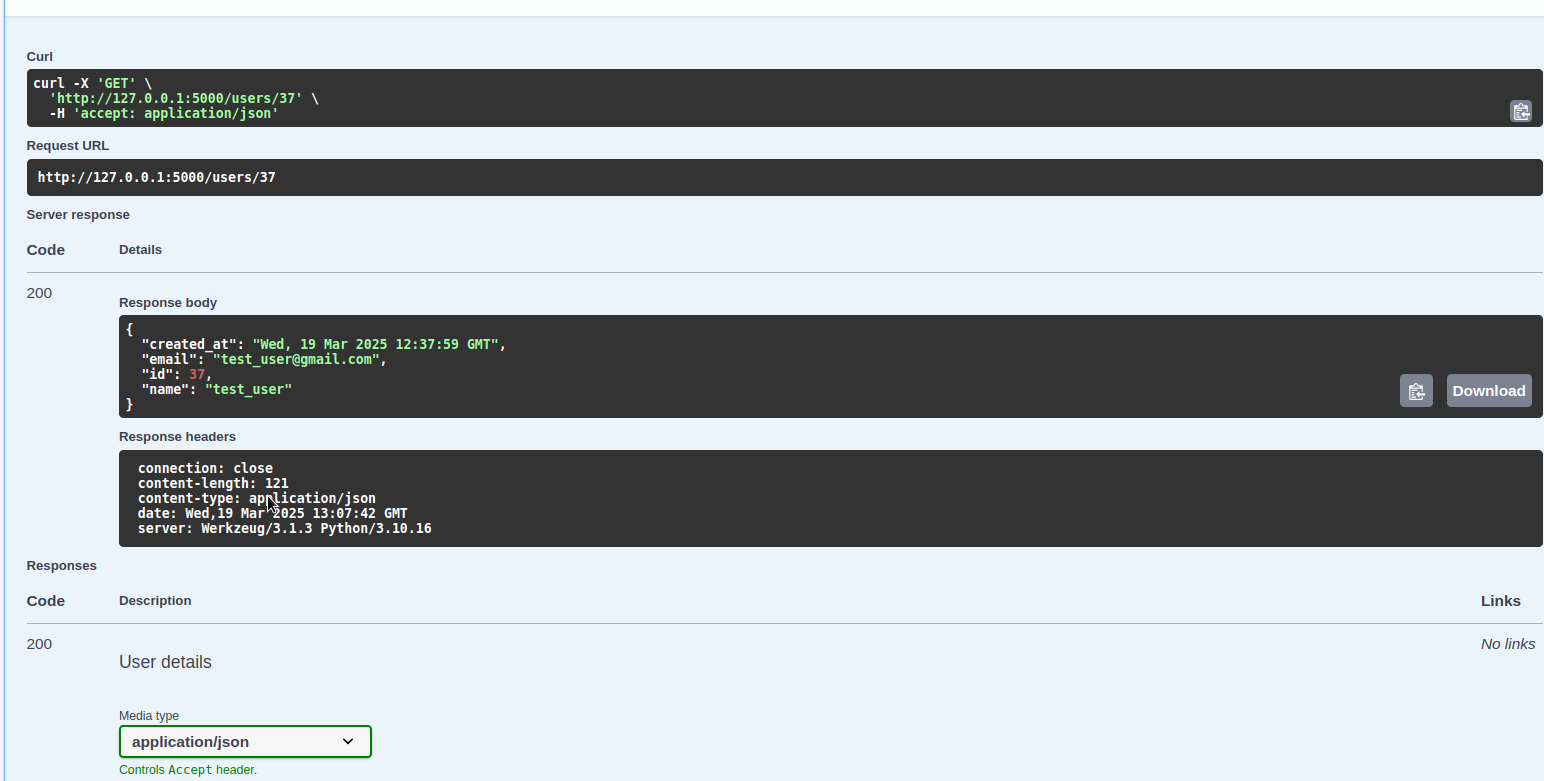 Curl
curl -X 'GET' \
  'http://127.0.0.1:5000/users/37' \
  -H 'accept: application/json'
Request URL
http://127.0.0.1:5000/users/37
Server response
Code Details
200
Response body
{
  "created_at": "Wed, 19 Mar 2025 12:37:59 GMT",
  "email": "test_user@gmail.com",
  "id": 37,
  "name": "test_user"
}
Download
Response headers
connection: close
content-length: 121
content-type: application/json
date: Wed,19 Mar 2025 13:07:42 GMT
server: Werkzeug/3.1.3 Python/3.10.16
Responses
Code Description Links
200 No links
User details
Media type
application/json
Controls Accept header.